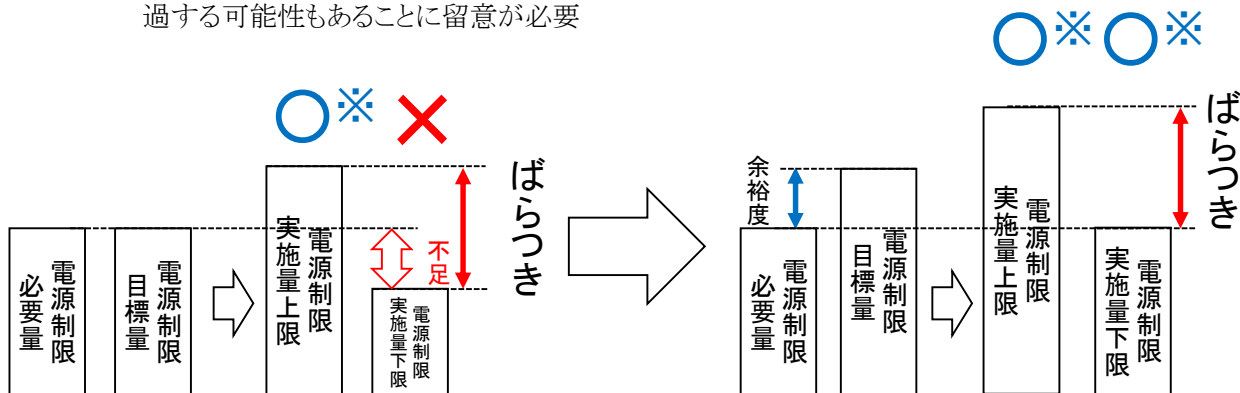 過する可能性もあることに留意が必要
〇※
×
電源制限
必要量
電源制限
目標量
電源制限
実施量上限
不足
電源制限
実施量下限
ばらつき
〇※
〇※
余裕度
電源制限
必要量
電源制限
目標量
電源制限
実施量上限
電源制限
実施量下限
ばらつき